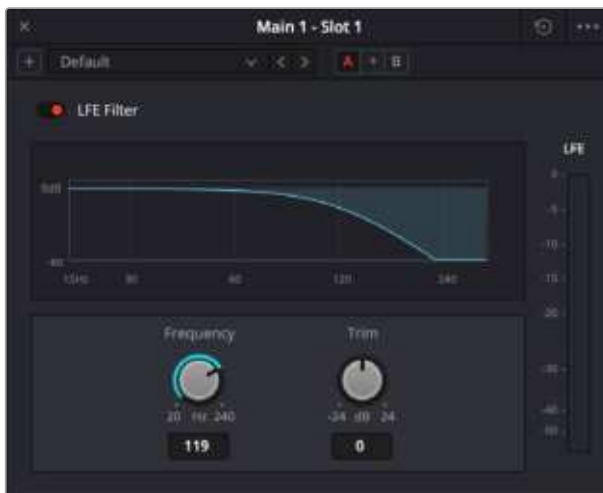 Main 1 - Slot 1
Default
A B
LFE Filter
LFE
0dB
0
-5
-10
-15
-20
-30
-40
-50
15Hz 30 60 120 240
Frequency Trim
20 Hz 240 -24 dB 24
119 0